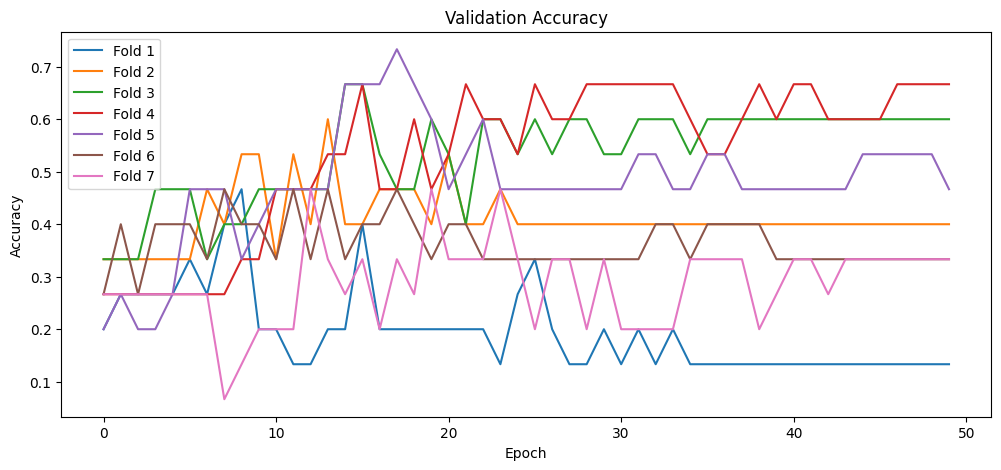 Validation Accuracy
Fold 1
Fold 2
Fold 3
Fold 4
Fold 5
Fold 6
Fold 7
Accuracy
0.7
0.6
0.5
0.4
0.3
0.2
0.1
0 10 20 30 40 50
Epoch